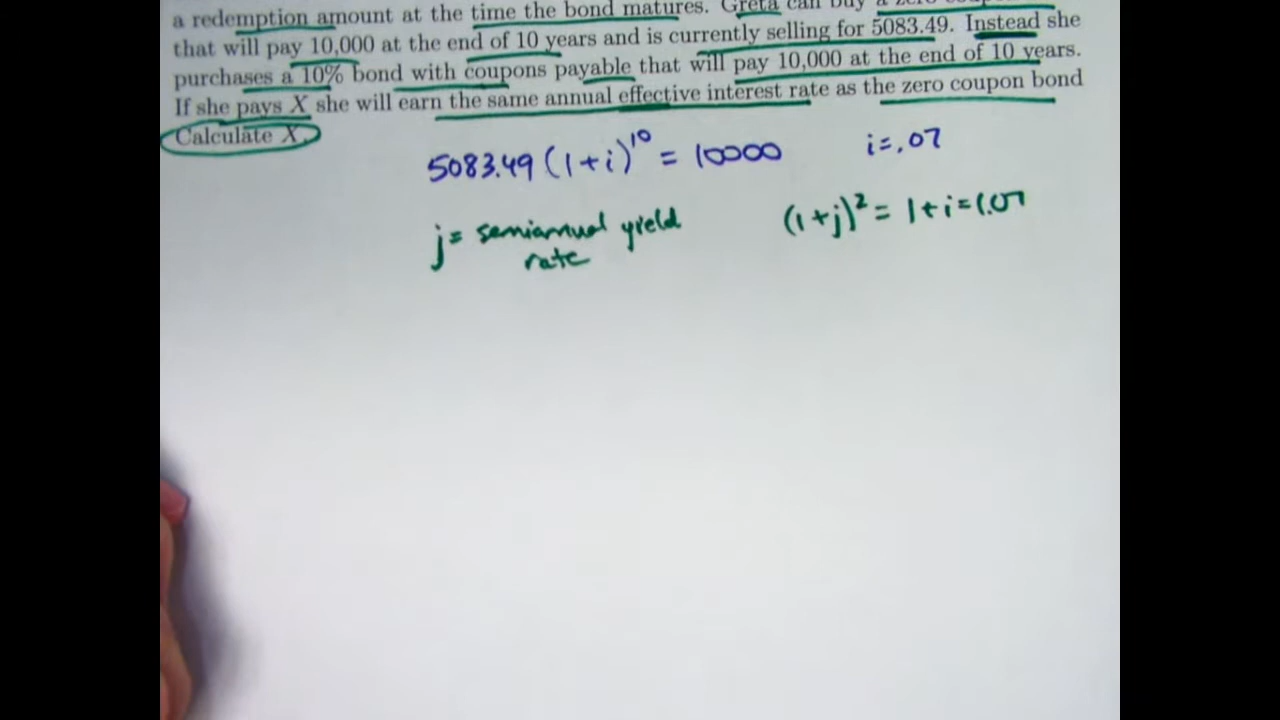 a redemption amount at the time the bond matures. Greta can buy a zero
that will pay 10,000 at the end of 10 years and is currently selling for 5083.49. Instead she
purchases a 10% bond with coupons payable that will pay 10,000 at the end of 10 years.
If she pays X she will earn the same annual effective interest rate as the zero coupon bond
Calculate X.
5083.49 (1+i)^10 = 10000 i=.07
j= semiannual yield (1+j)^2 = 1+i=1.07
rate